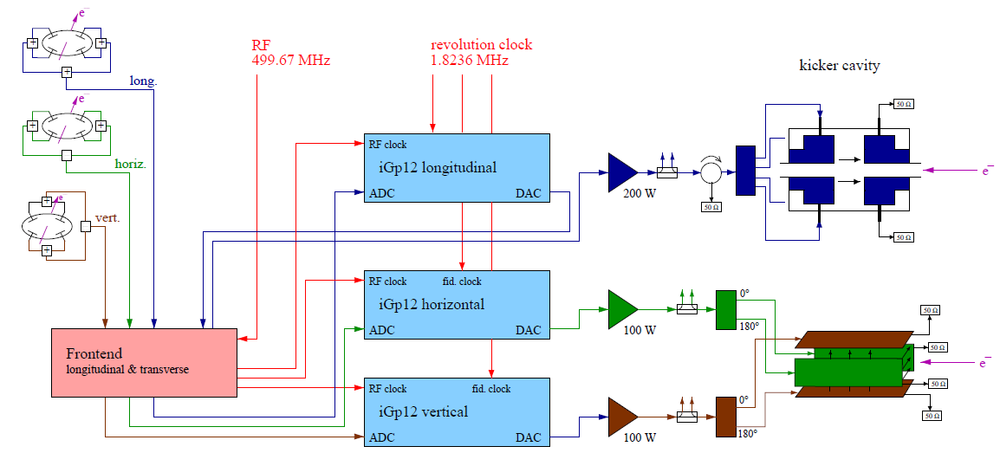 e⁻
+ +
+
long.
e⁻
+ +
horiz.
e
+
vert.
+
RF
499.67 MHz
revolution clock
1.8236 MHz
kicker cavity
RF clock
iGp12 longitudinal
ADC DAC
200 W
50 Ω
50 Ω
e⁻
50 Ω
RF clock fid. clock
iGp12 horizontal
ADC DAC
100 W
0°
180°
50 Ω
50 Ω
e⁻
50 Ω
50 Ω
Frontend
longitudinal & transverse
RF clock fid. clock
iGp12 vertical
ADC DAC
100 W
0°
180°